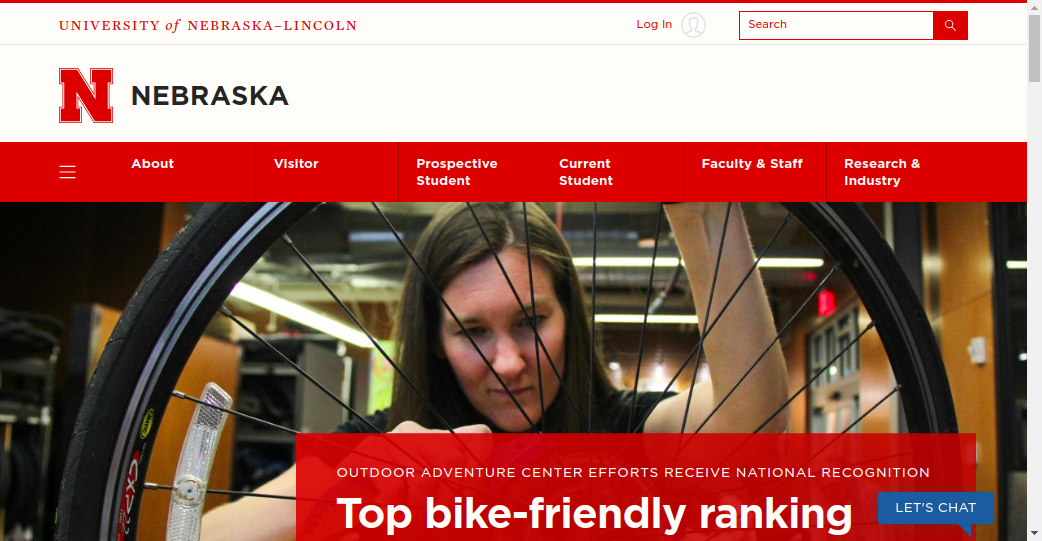 UNIVERSITY of NEBRASKA–LINCOLN
Log In
Search
N
NEBRASKA
About
Visitor
Prospective
Student
Current
Student
Faculty & Staff
Research &
Industry
OUTDOOR ADVENTURE CENTER EFFORTS RECEIVE NATIONAL RECOGNITION
Top bike-friendly ranking
LET'S CHAT